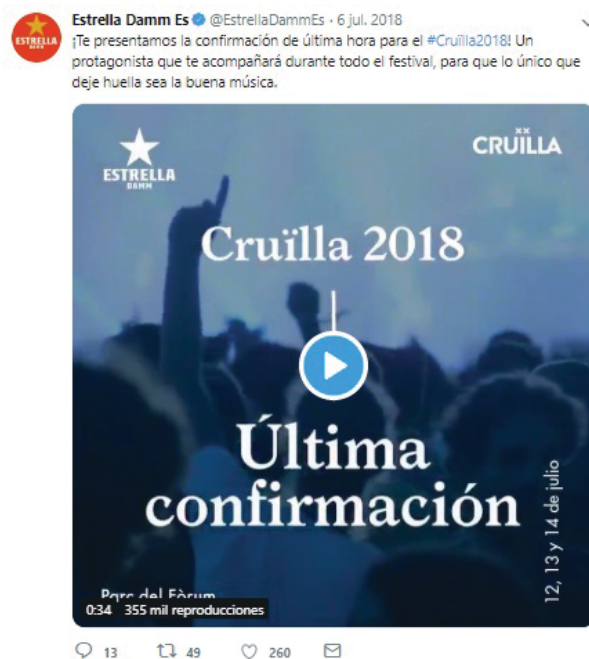 ESTRELLA
Estrella Damm Es @EstrellaDammEs · 6 jul. 2018
¡Te presentamos la confirmación de última hora para el #Cruïlla2018! Un
protagonista que te acompañará durante todo el festival, para que lo único que
deje huella sea la buena música.
ESTRELLA
DAMM
xx
CRUÏLLA
Cruïlla 2018
Última
confirmación
12, 13 y 14 de julio
Parc del Fòrum
0:34 355 mil reproducciones
13 49 260